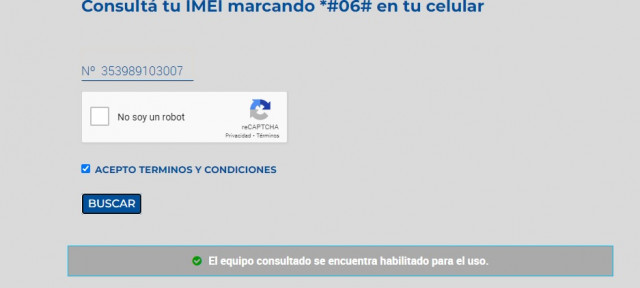 Consultá tu IMEI marcando *#06# en tu celular
Nº 353989103007
No soy un robot
reCAPTCHA
Privacidad - Términos
ACEPTO TERMINOS Y CONDICIONES
BUSCAR
El equipo consultado se encuentra habilitado para el uso.